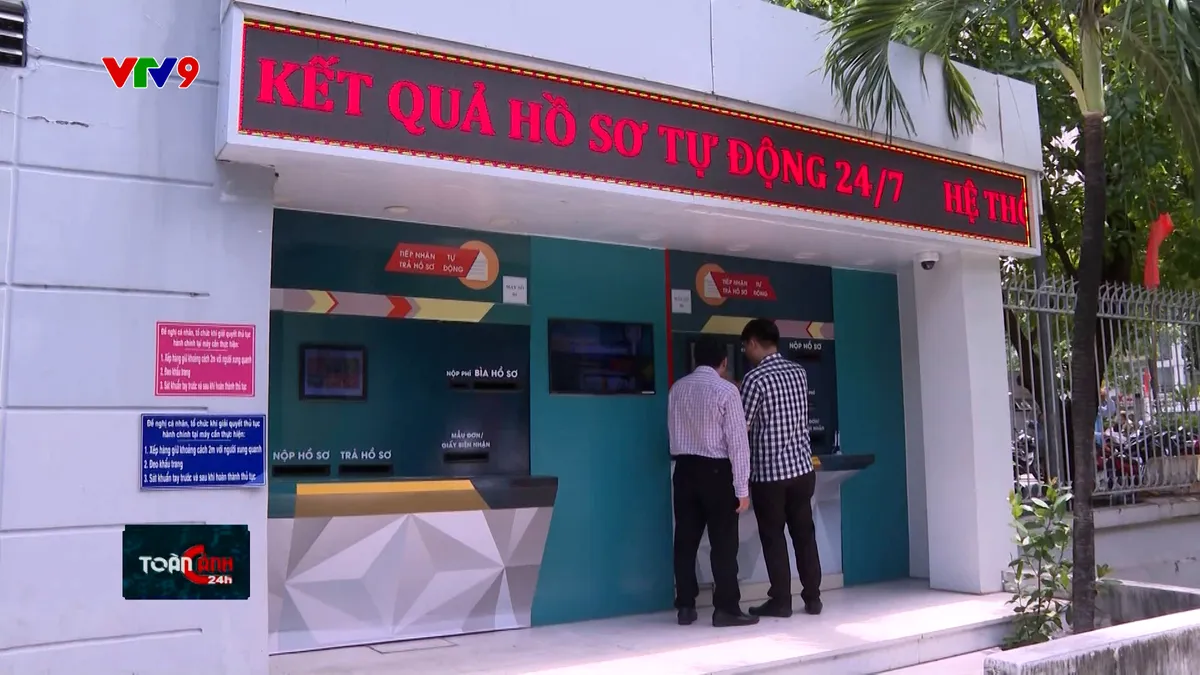 VTV9
KẾT QUẢ HỒ SƠ TỰ ĐỘNG 24/7 HỆ THỐ
TIẾP NHẬN TỰ
TRẢ HỒ SƠ ĐỘNG
TIẾP NHẬN TỰ
TRẢ HỒ SƠ ĐỘNG
NỘP HỒ SƠ
NỘP PHÍ BÌA HỒ SƠ
MẪU ĐƠN/
GIẤY BIÊN NHẬN
NỘP HỒ SƠ TRẢ HỒ SƠ
Đề nghị cá nhân, tổ chức khi giải quyết thủ tục
hành chính tại máy cần thực hiện:
1. Xếp hàng giữ khoảng cách 2m với người xung quanh
2. Đeo khẩu trang
3. Sát khuẩn tay trước và sau khi hoàn thành thủ tục
Đề nghị cá nhân, tổ chức khi giải quyết thủ tục
hành chính tại máy cần thực hiện:
1. Xếp hàng giữ khoảng cách 2m với người xung quanh
2. Đeo khẩu trang
3. Sát khuẩn tay trước và sau khi hoàn thành thủ tục
TOÀN CẢNH
24h